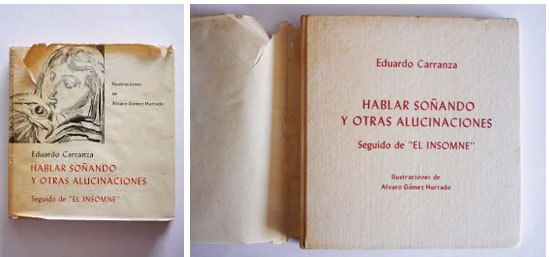 Ilustraciones
de
Alvaro Gómez Hurtado
Eduardo Carranza
HABLAR SOÑANDO
Y OTRAS ALUCINACIONES
Seguido de "EL INSOMNE"
Eduardo Carranza
HABLAR SOÑANDO
Y OTRAS ALUCINACIONES
Seguido de "EL INSOMNE"
Ilustraciones de
Alvaro Gómez Hurtado